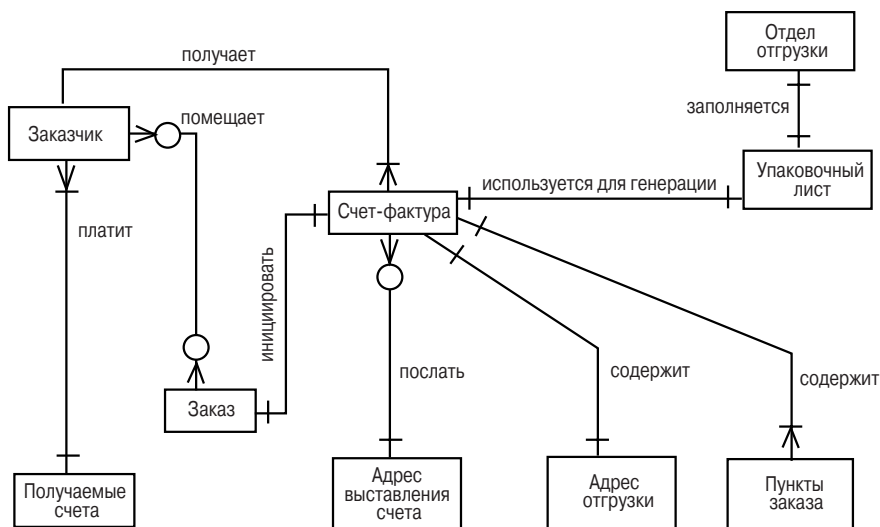 Отдел
отгрузки
получает
заполняется
помещает
Заказчик
Упаковочный
лист
используется для генерации
Счет-фактура
платит
инициировать
послать
содержит
содержит
Заказ
Получаемые
счета
Адрес
выставления
счета
Адрес
отгрузки
Пункты
заказа